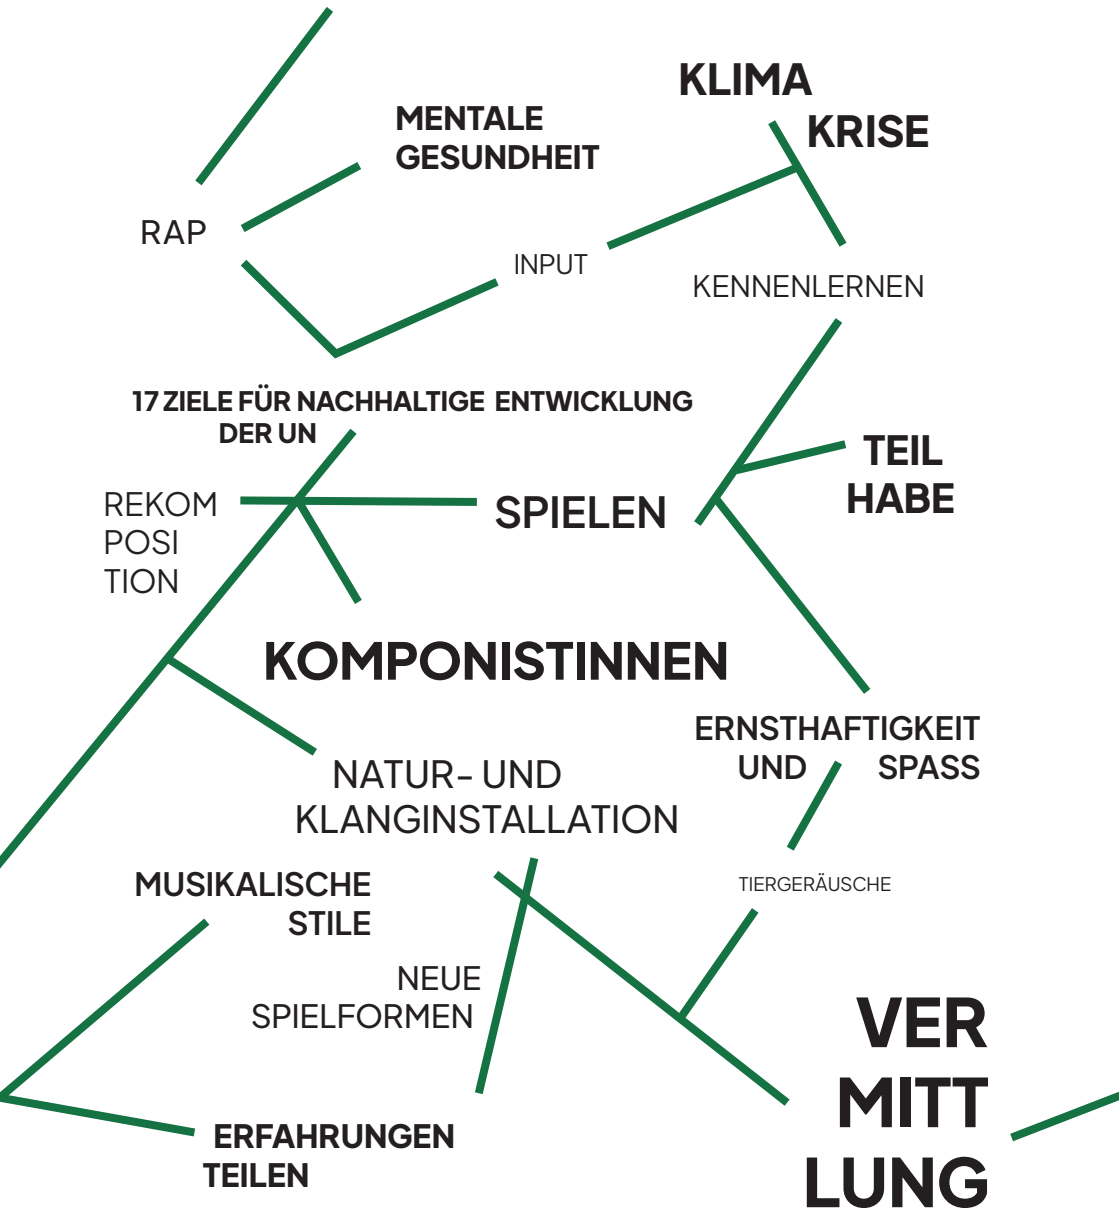 KLIMA
KRISE
MENTALE
GESUNDHEIT
RAP
INPUT
KENNENLERNEN
17 ZIELE FÜR NACHHALTIGE ENTWICKLUNG
DER UN
TEIL
HABE
REKOM
POSI
TION
SPIELEN
KOMPONISTINNEN
ERNSTHAFTIGKEIT
UND SPASS
NATUR- UND
KLANGINSTALLATION
MUSIKALISCHE
STILE
TIERGERÄUSCHE
NEUE
SPIELFORMEN
VER
MITT
LUNG
ERFAHRUNGEN
TEILEN